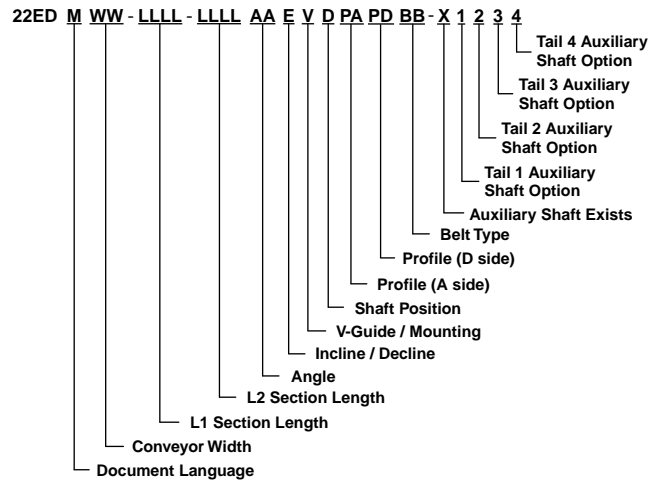 22ED M WW - LLLL - LLLL AA E V D PA PD BB - X 1 2 3 4
Tail 4 Auxiliary
Shaft Option
Tail 3 Auxiliary
Shaft Option
Tail 2 Auxiliary
Shaft Option
Tail 1 Auxiliary
Shaft Option
Auxiliary Shaft Exists
Belt Type
Profile (D side)
Profile (A side)
Shaft Position
V-Guide / Mounting
Incline / Decline
Angle
L2 Section Length
L1 Section Length
Conveyor Width
Document Language